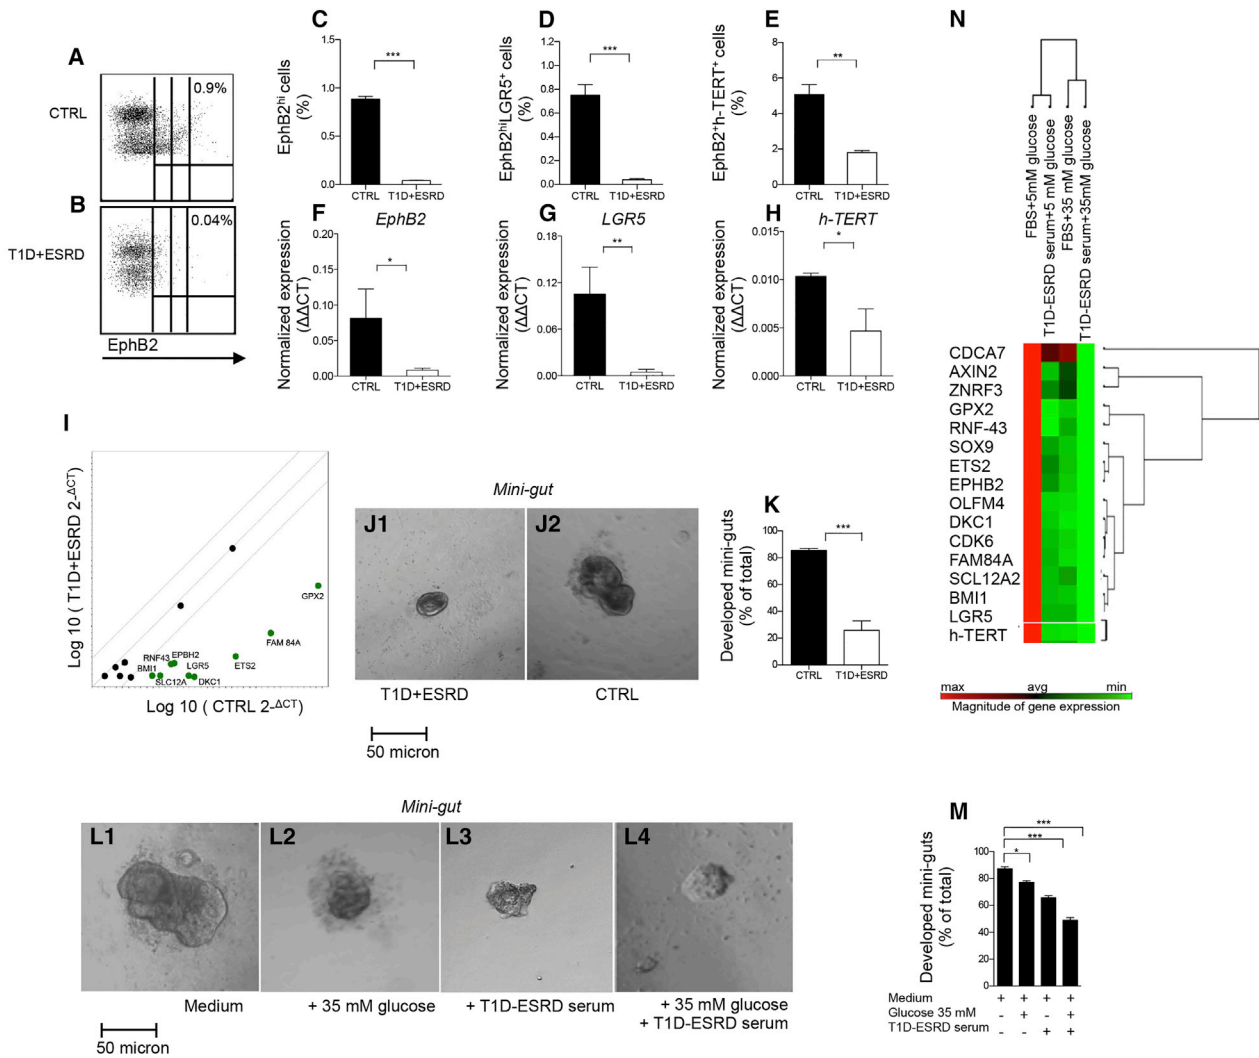 A
CTRL
0.9%
B
T1D+ESRD
0.04%
EphB2
C
EphB2hi cells
(%)
1.5
1.0
0.5
0.0
CTRL T1D+ESRD
***
D
EphB2hiLGR5+ cells
(%)
1.2
1.0
0.8
0.6
0.4
0.2
0.0
CTRL T1D+ESRD
***
E
EphB2+h-TERT+ cells
(%)
8
6
4
2
0
CTRL T1D+ESRD
**
F
EphB2
Normalized expression
(ΔΔCT)
0.20
0.15
0.10
0.05
0.00
CTRL T1D+ESRD
*
G
LGR5
Normalized expression
(ΔΔCT)
0.18
0.12
0.06
0.00
CTRL T1D+ESRD
**
H
h-TERT
Normalized expression
(ΔΔCT)
0.015
0.010
0.005
0.000
CTRL T1D+ESRD
*
I
Log 10 ( T1D+ESRD 2-ΔCT)
GPX2
FAM 84A
ETS2
RNF43 EPBH2
BMI1 LGR5
SLC12A DKC1
Log 10 ( CTRL 2-ΔCT)
Mini-gut
J1
J2
T1D+ESRD
CTRL
50 micron
K
Developed mini-guts
(% of total)
100
80
60
40
20
0
CTRL T1D+ESRD
***
Mini-gut
L1
L2
L3
L4
Medium
+ 35 mM glucose
+ T1D-ESRD serum
+ 35 mM glucose
+ T1D-ESRD serum
50 micron
M
Developed mini-guts
(% of total)
100
80
60
40
20
0
***
***
*
Medium + + + +
Glucose 35 mM - + - +
T1D-ESRD serum - - + +
N
FBS+5mM glucose
T1D-ESRD serum+5 mM glucose
FBS+35 mM glucose
T1D-ESRD serum+35mM glucose
CDCA7
AXIN2
ZNRF3
GPX2
RNF-43
SOX9
ETS2
EPHB2
OLFM4
DKC1
CDK6
FAM84A
SCL12A2
BMI1
LGR5
h-TERT
max avg min
Magnitude of gene expression